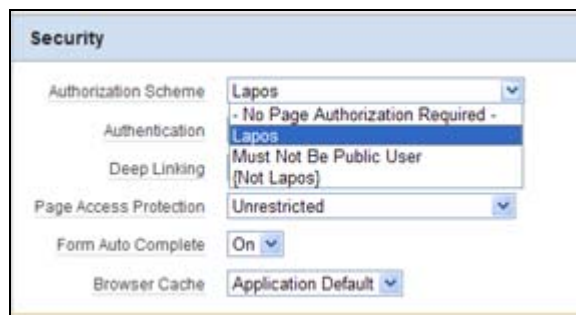 Security
Authorization Scheme Lapos
- No Page Authorization Required -
Authentication Lapos
Must Not Be Public User
Deep Linking {Not Lapos}
Page Access Protection Unrestricted
Form Auto Complete On
Browser Cache Application Default